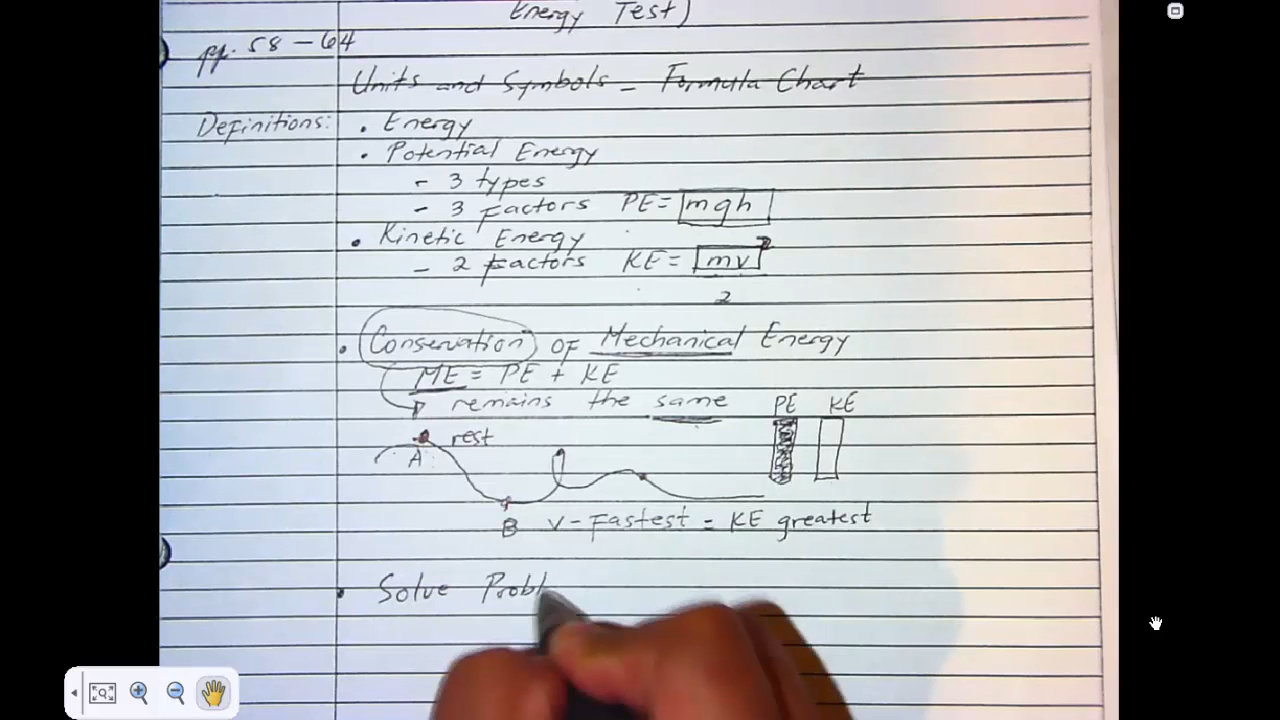 Energy Test)
pp. 58 - 64
Units and Symbols - Formula Chart
Definitions: • Energy
• Potential Energy
- 3 types
- 3 Factors PE = mgh
• Kinetic Energy
- 2 Factors KE = mv²
2
• Conservation of Mechanical Energy
ME = PE + KE
remains the same PE KE
rest
A
B V - Fastest = KE greatest
• Solve Probl